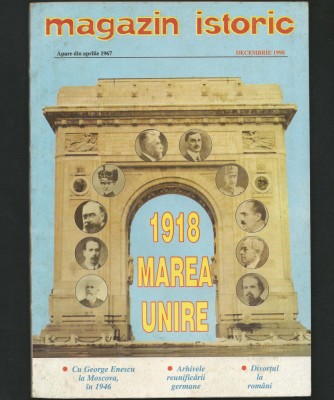 magazin istoric
Apare din aprilie 1967
DECEMBRIE 1998
1918
MAREA
UNIRE
• Cu George Enescu
la Moscova,
în 1946
• Arhivele
reunificării
germane
• Divorţul
la
români